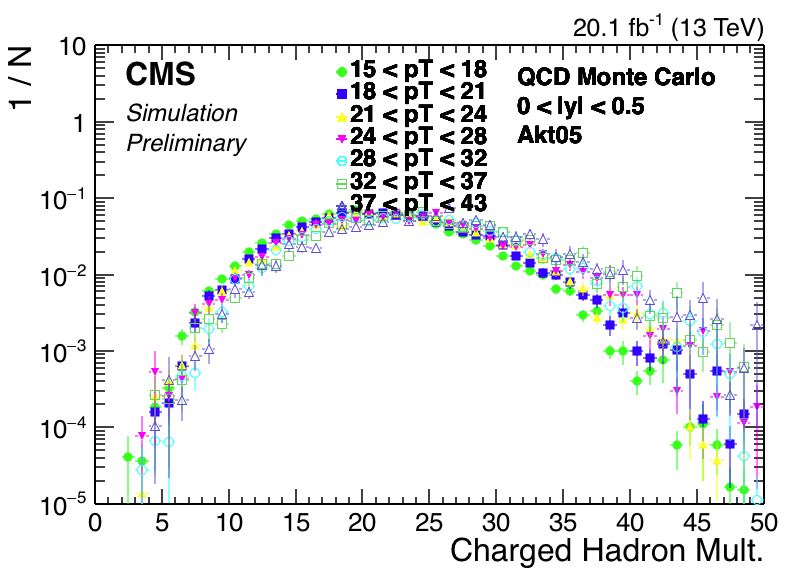 20.1 fb⁻¹ (13 TeV)
1 / N
CMS
Simulation
Preliminary
15 < pT < 18
18 < pT < 21
21 < pT < 24
24 < pT < 28
28 < pT < 32
32 < pT < 37
37 < pT < 43
QCD Monte Carlo
0 < lyl < 0.5
Akt05
10
1
10⁻¹
10⁻²
10⁻³
10⁻⁴
10⁻⁵
0 5 10 15 20 25 30 35 40 45 50
Charged Hadron Mult.